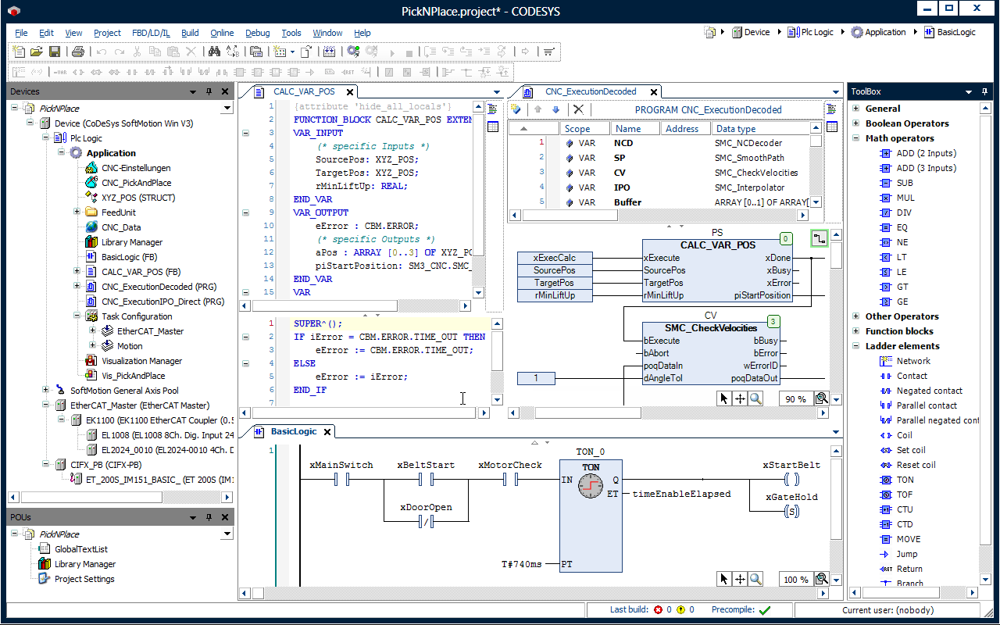 PickNPlace.project* - CODESYS
File Edit View Project FBD/LD/IL Build Online Debug Tools Window Help
Device Plc Logic Application BasicLogic
Devices
PickNPlace
Device (CoDeSys SoftMotion Win V3)
Plc Logic
Application
CNC-Einstellungen
CNC_PickAndPlace
XYZ_POS (STRUCT)
FeedUnit
CNC_Data
Library Manager
BasicLogic (FB)
CALC_VAR_POS (FB)
CNC_ExecutionDecoded (PRG)
CNC_ExecutionIPO_Direct (PRG)
Task Configuration
EtherCAT_Master
Motion
Visualization Manager
Vis_PickAndPlace
SoftMotion General Axis Pool
EtherCAT_Master (EtherCAT Master)
EK1100 (EK1100 EtherCAT Coupler (0.5
EL1008 (EL1008 8Ch. Dig. Input 24
EL2024_0010 (EL2024-0010 4Ch. D
CIFX_PB (CIFX-PB)
ET_200S_IM151_BASIC_ (ET 200S (IM1
POUs
PickNPlace
GlobalTextList
Library Manager
Project Settings
CALC_VAR_POS
1 {attribute 'hide_all_locals'}
2 FUNCTION_BLOCK CALC_VAR_POS EXTEN
3 VAR_INPUT
4 (* specific Inputs *)
5 SourcePos: XYZ_POS;
6 TargetPos: XYZ_POS;
7 rMinLiftUp: REAL;
8 END_VAR
9 VAR_OUTPUT
10 eError : CBM.ERROR;
11 (* specific Outputs *)
12 aPos : ARRAY [0..3] OF XYZ_PO
13 piStartPosition: SM3_CNC.SMC_
14 END_VAR
15 VAR
1 SUPER^();
2 IF iError = CBM.ERROR.TIME_OUT THEN
3 eError := CBM.ERROR.TIME_OUT;
4 ELSE
5 eError := iError;
6 END_IF
7
CNC_ExecutionDecoded
PROGRAM CNC_ExecutionDecoded
Scope Name Address Data type
1 VAR NCD SMC_NCDecoder
2 VAR SP SMC_SmoothPath
3 VAR CV SMC_CheckVelocities
4 VAR IPO SMC_Interpolator
5 VAR Buffer ARRAY [0..1] OF ARRAY[
PS
0
CALC_VAR_POS
xExecCalc xExecute xDone
SourcePos SourcePos xBusy
TargetPos TargetPos xError
rMinLiftUp rMinLiftUp piStartPosition
CV
3
SMC_CheckVelocities
bExecute bBusy
bAbort bError
poqDataIn wErrorID
1 dAngleTol poqDataOut
90 %
BasicLogic
1
TON_0
xMainSwitch xBeltStart xMotorCheck TON xStartBelt
IN Q
ET timeEnableElapsed
xGateHold
S
xDoorOpen
T#740ms PT
100 %
ToolBox
General
Boolean Operators
Math operators
ADD (2 Inputs)
ADD (3 Inputs)
SUB
MUL
DIV
EQ
NE
LT
LE
GT
GE
Other Operators
Function blocks
Ladder elements
Network
Contact
Negated contact
Parallel contact
Parallel negated cont
Coil
Set coil
Reset coil
TON
TOF
CTU
CTD
MOVE
Jump
Return
Branch
Last build: 0 0 Precompile: Current user: (nobody)